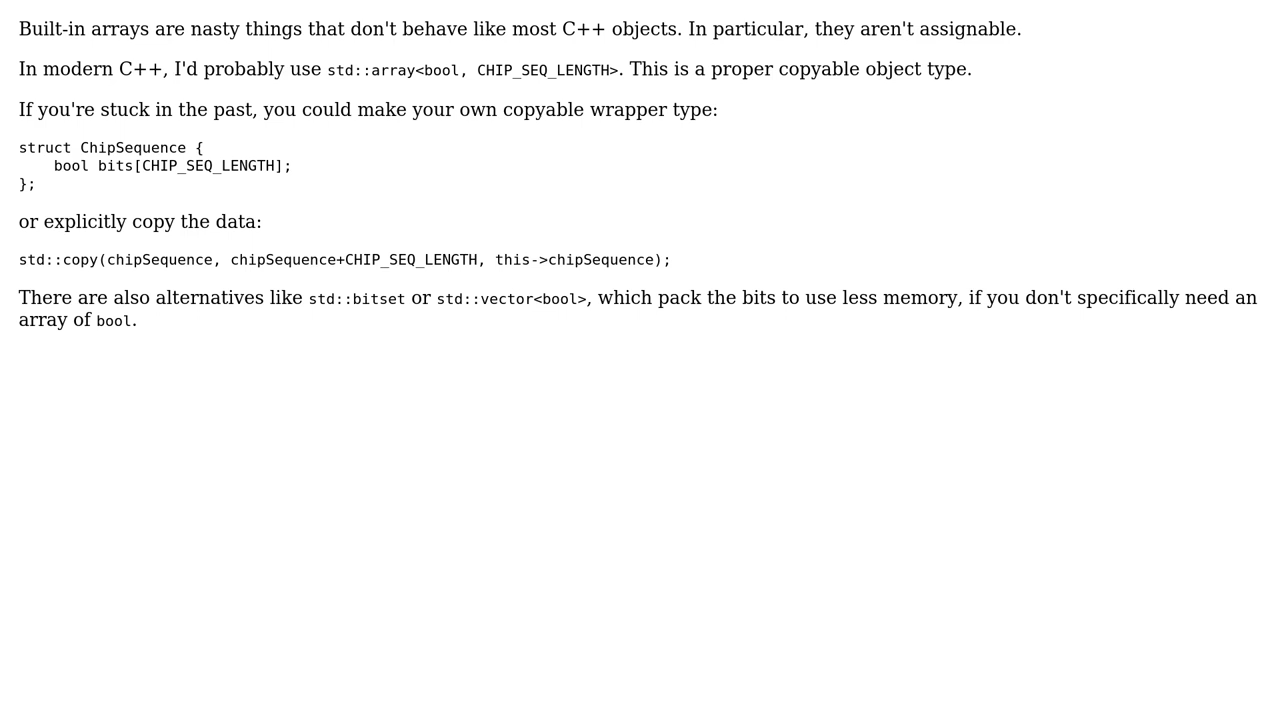 Built-in arrays are nasty things that don't behave like most C++ objects. In particular, they aren't assignable.
In modern C++, I'd probably use std::array<bool, CHIP_SEQ_LENGTH>. This is a proper copyable object type.
If you're stuck in the past, you could make your own copyable wrapper type:
struct ChipSequence {
    bool bits[CHIP_SEQ_LENGTH];
};
or explicitly copy the data:
std::copy(chipSequence, chipSequence+CHIP_SEQ_LENGTH, this->chipSequence);
There are also alternatives like std::bitset or std::vector<bool>, which pack the bits to use less memory, if you don't specifically need an
array of bool.